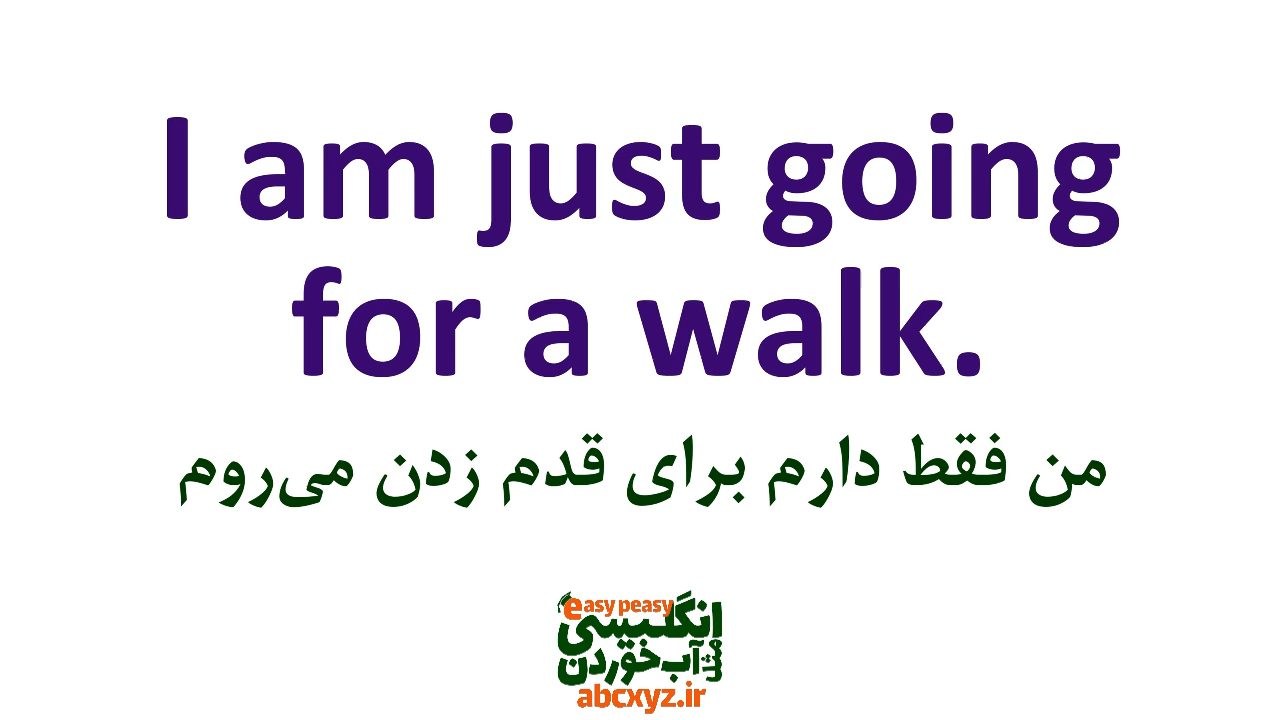 I am just going
for a walk.
من فقط دارم برای قدم زدن می‌روم
easy peasy
انگلیسی
مثل آب خوردن
abcxyz.ir